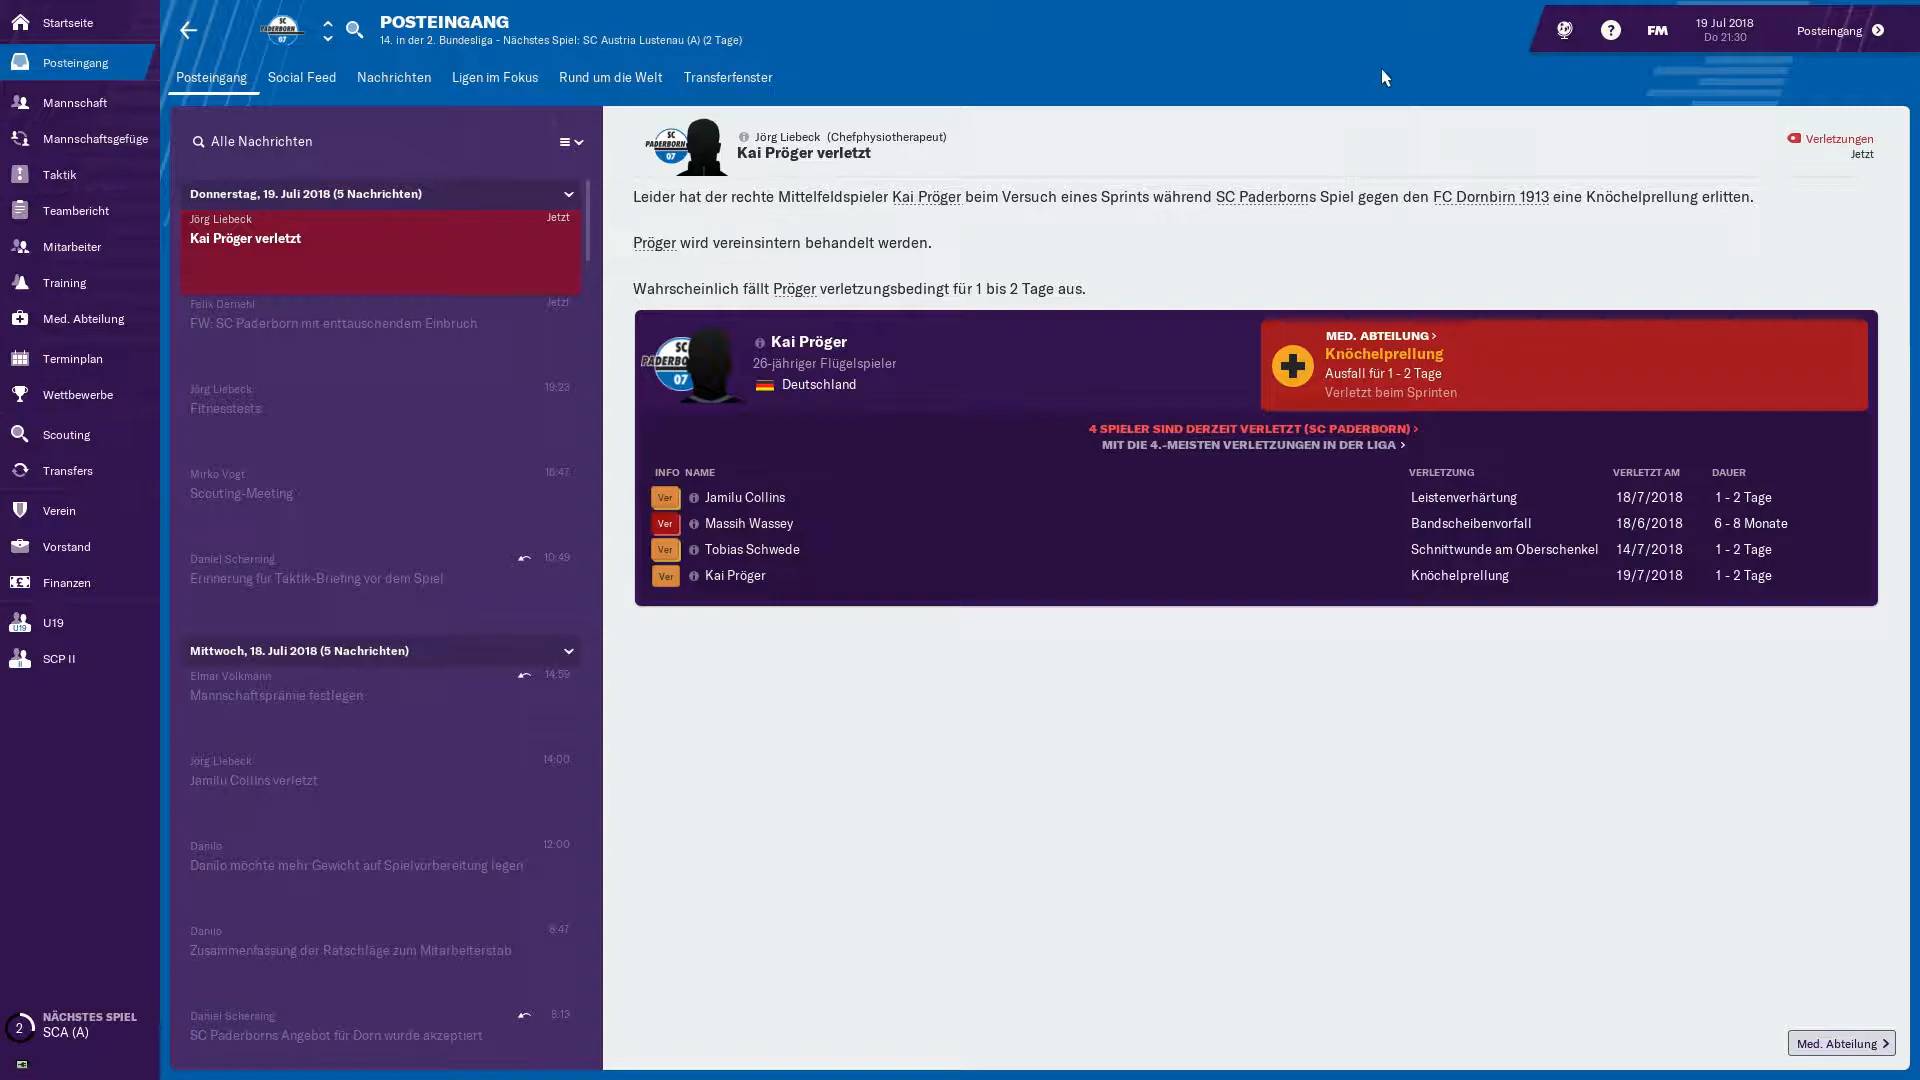 Startseite
Posteingang
Mannschaft
Mannschaftsgefüge
Taktik
Teambericht
Mitarbeiter
Training
Med. Abteilung
Terminplan
Wettbewerbe
Scouting
Transfers
Verein
Vorstand
Finanzen
U19
SCP II
NÄCHSTES SPIEL
2
SCA (A)
POSTEINGANG
14. in der 2. Bundesliga - Nächstes Spiel: SC Austria Lustenau (A) (2 Tage)
FM
19 Jul 2018
Do 21:30
Posteingang
Posteingang Social Feed Nachrichten Ligen im Fokus Rund um die Welt Transferfenster
Alle Nachrichten
Donnerstag, 19. Juli 2018 (5 Nachrichten)
Jörg Liebeck Jetzt
Kai Pröger verletzt
Felix Dernehl Jetzt
FW: SC Paderborn mit enttäuschendem Einbruch
Jörg Liebeck 19:23
Fitnesstests
Mirko Vogt 16:47
Scouting-Meeting
Daniel Scherning 10:49
Erinnerung für Taktik-Briefing vor dem Spiel
Mittwoch, 18. Juli 2018 (5 Nachrichten)
Elmar Volkmann 14:59
Mannschaftsprämie festlegen
Jörg Liebeck 14:00
Jamilu Collins verletzt
Danilo 12:00
Danilo möchte mehr Gewicht auf Spielvorbereitung legen
Danilo 8:47
Zusammenfassung der Ratschläge zum Mitarbeiterstab
Daniel Scherning 8:13
SC Paderborns Angebot für Dorn wurde akzeptiert
Jörg Liebeck (Chefphysiotherapeut)
Kai Pröger verletzt
Verletzungen
Jetzt
Leider hat der rechte Mittelfeldspieler Kai Pröger beim Versuch eines Sprints während SC Paderborns Spiel gegen den FC Dornbirn 1913 eine Knöchelprellung erlitten.
Pröger wird vereinsintern behandelt werden.
Wahrscheinlich fällt Pröger verletzungsbedingt für 1 bis 2 Tage aus.
Kai Pröger
26-jähriger Flügelspieler
Deutschland
MED. ABTEILUNG
Knöchelprellung
Ausfall für 1 - 2 Tage
Verletzt beim Sprinten
4 SPIELER SIND DERZEIT VERLETZT (SC PADERBORN)
MIT DIE 4.-MEISTEN VERLETZUNGEN IN DER LIGA
INFO NAME VERLETZUNG VERLETZT AM DAUER
Ver Jamilu Collins Leistenverhärtung 18/7/2018 1 - 2 Tage
Ver Massih Wassey Bandscheibenvorfall 18/6/2018 6 - 8 Monate
Ver Tobias Schwede Schnittwunde am Oberschenkel 14/7/2018 1 - 2 Tage
Ver Kai Pröger Knöchelprellung 19/7/2018 1 - 2 Tage
Med. Abteilung